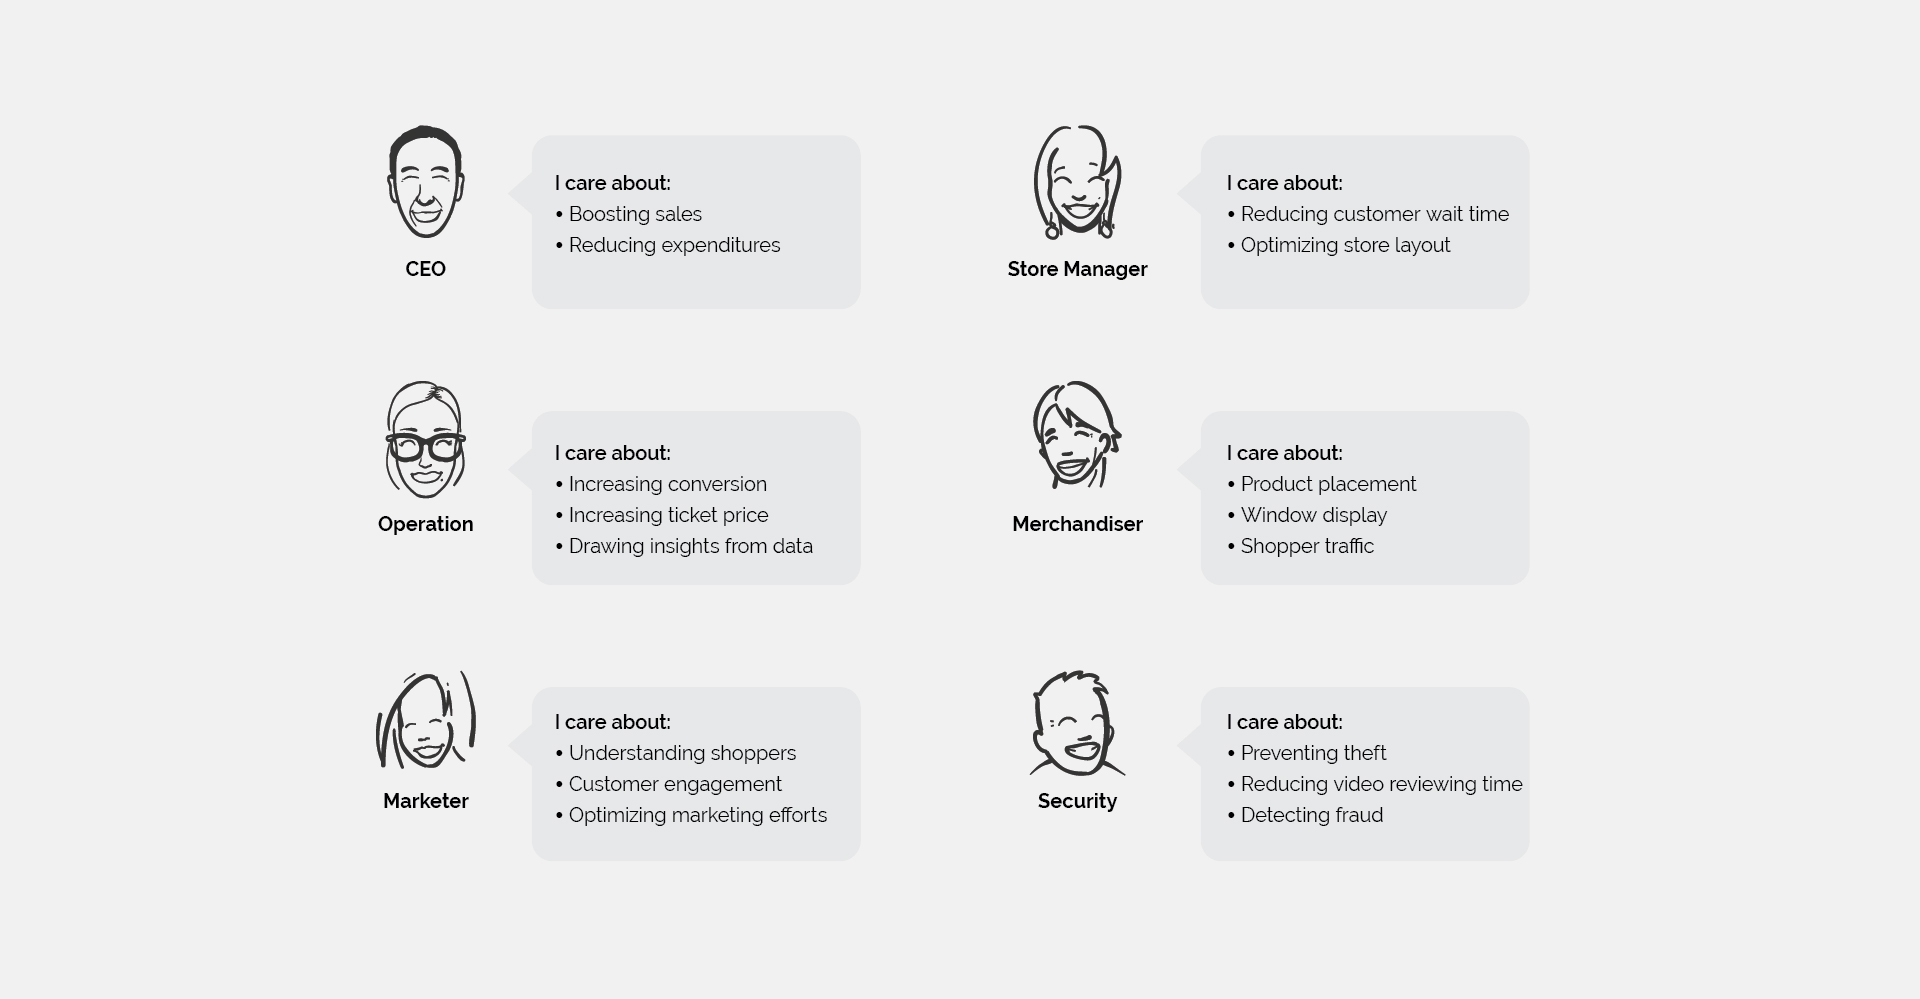 CEO
I care about:
• Boosting sales
• Reducing expenditures
Store Manager
I care about:
• Reducing customer wait time
• Optimizing store layout
Operation
I care about:
• Increasing conversion
• Increasing ticket price
• Drawing insights from data
Merchandiser
I care about:
• Product placement
• Window display
• Shopper traffic
Marketer
I care about:
• Understanding shoppers
• Customer engagement
• Optimizing marketing efforts
Security
I care about:
• Preventing theft
• Reducing video reviewing time
• Detecting fraud